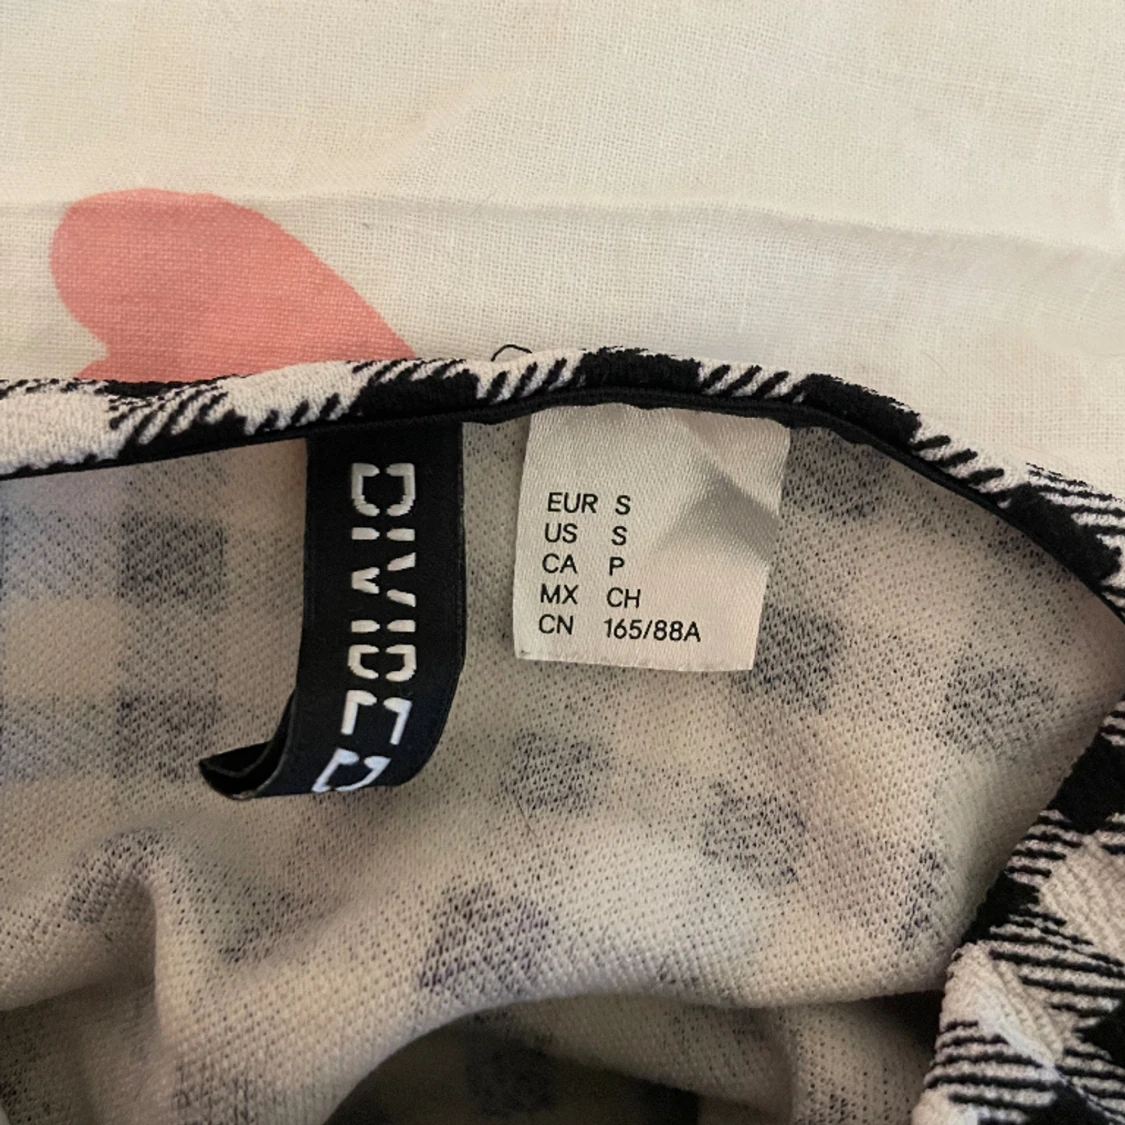 DIVIDED
EUR S
US S
CA P
MX CH
CN 165/88A